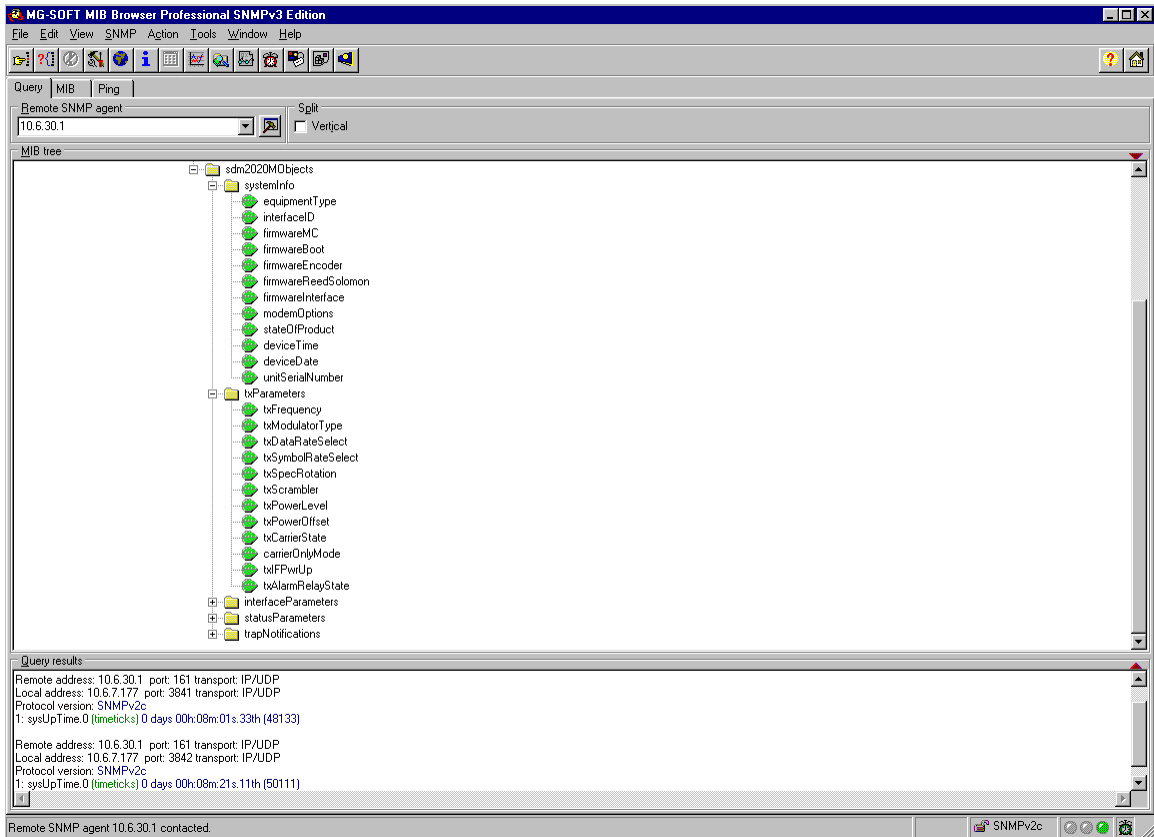 MG-SOFT MIB Browser Professional SNMPv3 Edition
File Edit View SNMP Action Tools Window Help
Query MIB Ping
Remote SNMP agent Split
10.6.30.1 Vertical
MIB tree
sdm2020MObjects
systemInfo
equipmentType
interfaceID
firmwareMC
firmwareBoot
firmwareEncoder
firmwareReedSolomon
firmwareInterface
modemOptions
stateOfProduct
deviceTime
deviceDate
unitSerialNumber
txParameters
txFrequency
txModulatorType
txDataRateSelect
txSymbolRateSelect
txSpecRotation
txScrambler
txPowerLevel
txPowerOffset
txCarrierState
carrierOnlyMode
txIFPwrUp
txAlarmRelayState
interfaceParameters
statusParameters
trapNotifications
Query results
Remote address: 10.6.30.1 port: 161 transport: IP/UDP
Local address: 10.6.7.177 port: 3841 transport: IP/UDP
Protocol version: SNMPv2c
1: sysUpTime.0 (timeticks) 0 days 00h:08m:01s.33th (48133)
Remote address: 10.6.30.1 port: 161 transport: IP/UDP
Local address: 10.6.7.177 port: 3842 transport: IP/UDP
Protocol version: SNMPv2c
1: sysUpTime.0 (timeticks) 0 days 00h:08m:21s.11th (50111)
Remote SNMP agent 10.6.30.1 contacted. SNMPv2c